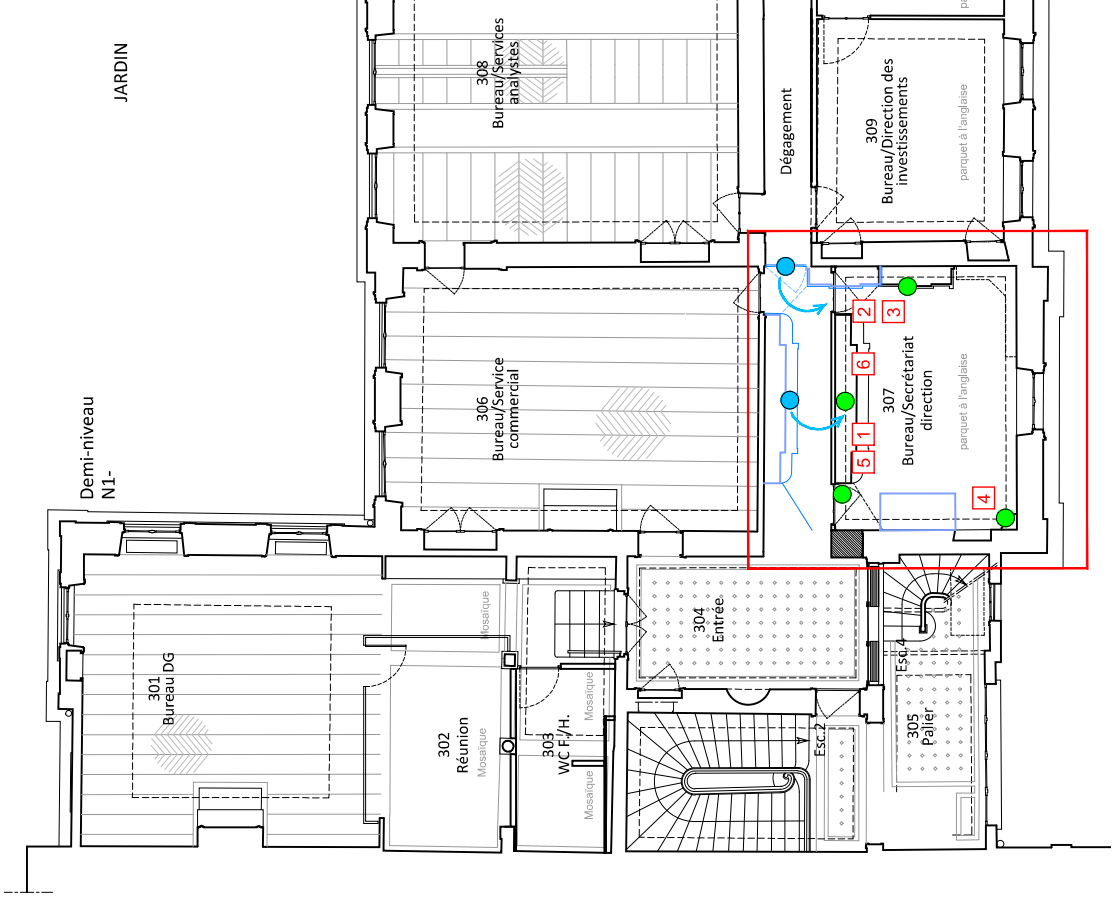 JARDIN
308
Bureau/Services
analystes
Dégagement
309
Bureau/Direction des
investissements
parquet à l'anglaise
pa
Demi-niveau
N1-
306
Bureau/Service
commercial
2
3
6
1
5
4
307
Bureau/Secrétariat
direction
parquet à l'anglaise
301
Bureau DG
302
Réunion
Mosaïque
Mosaïque
303
WC F./H.
Mosaïque
Mosaïque
304
Entrée
Esc.4
Esc.2
305
Palier